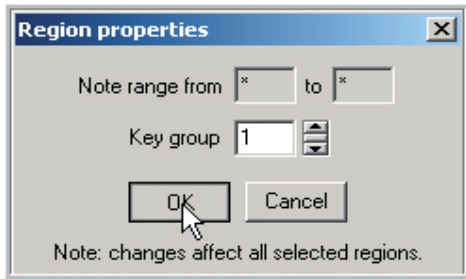 Region properties
Note range from * to *
Key group 1
OK Cancel
Note: changes affect all selected regions.